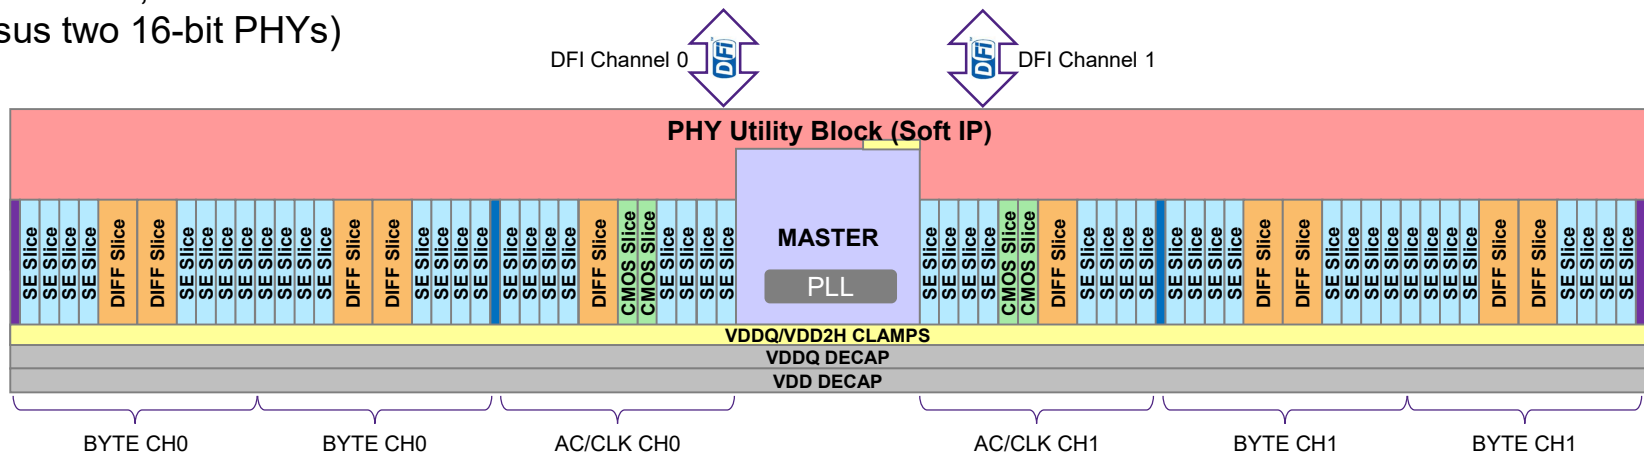 sus two 16-bit PHYs)
DFI Channel 0
DFi
DFi
DFI Channel 1
PHY Utility Block (Soft IP)
SE Slice
SE Slice
SE Slice
SE Slice
DIFF Slice
DIFF Slice
SE Slice
SE Slice
SE Slice
SE Slice
SE Slice
SE Slice
SE Slice
SE Slice
DIFF Slice
DIFF Slice
SE Slice
SE Slice
SE Slice
SE Slice
SE Slice
SE Slice
SE Slice
SE Slice
DIFF Slice
CMOS Slice
CMOS Slice
SE Slice
SE Slice
SE Slice
SE Slice
MASTER
PLL
SE Slice
SE Slice
SE Slice
SE Slice
CMOS Slice
CMOS Slice
DIFF Slice
SE Slice
SE Slice
SE Slice
SE Slice
SE Slice
SE Slice
SE Slice
SE Slice
DIFF Slice
DIFF Slice
SE Slice
SE Slice
SE Slice
SE Slice
SE Slice
SE Slice
SE Slice
SE Slice
DIFF Slice
DIFF Slice
SE Slice
SE Slice
SE Slice
SE Slice
VDDQ/VDD2H CLAMPS
VDDQ DECAP
VDD DECAP
BYTE CH0
BYTE CH0
AC/CLK CH0
AC/CLK CH1
BYTE CH1
BYTE CH1